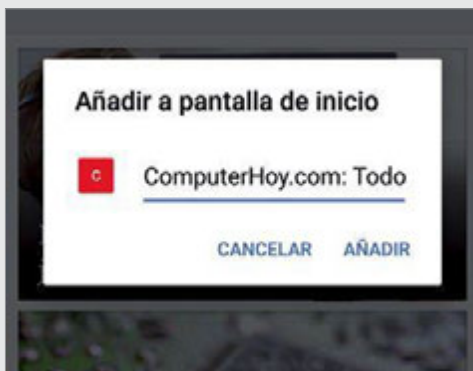 Añadir a pantalla de inicio
C
ComputerHoy.com: Todo
CANCELAR AÑADIR